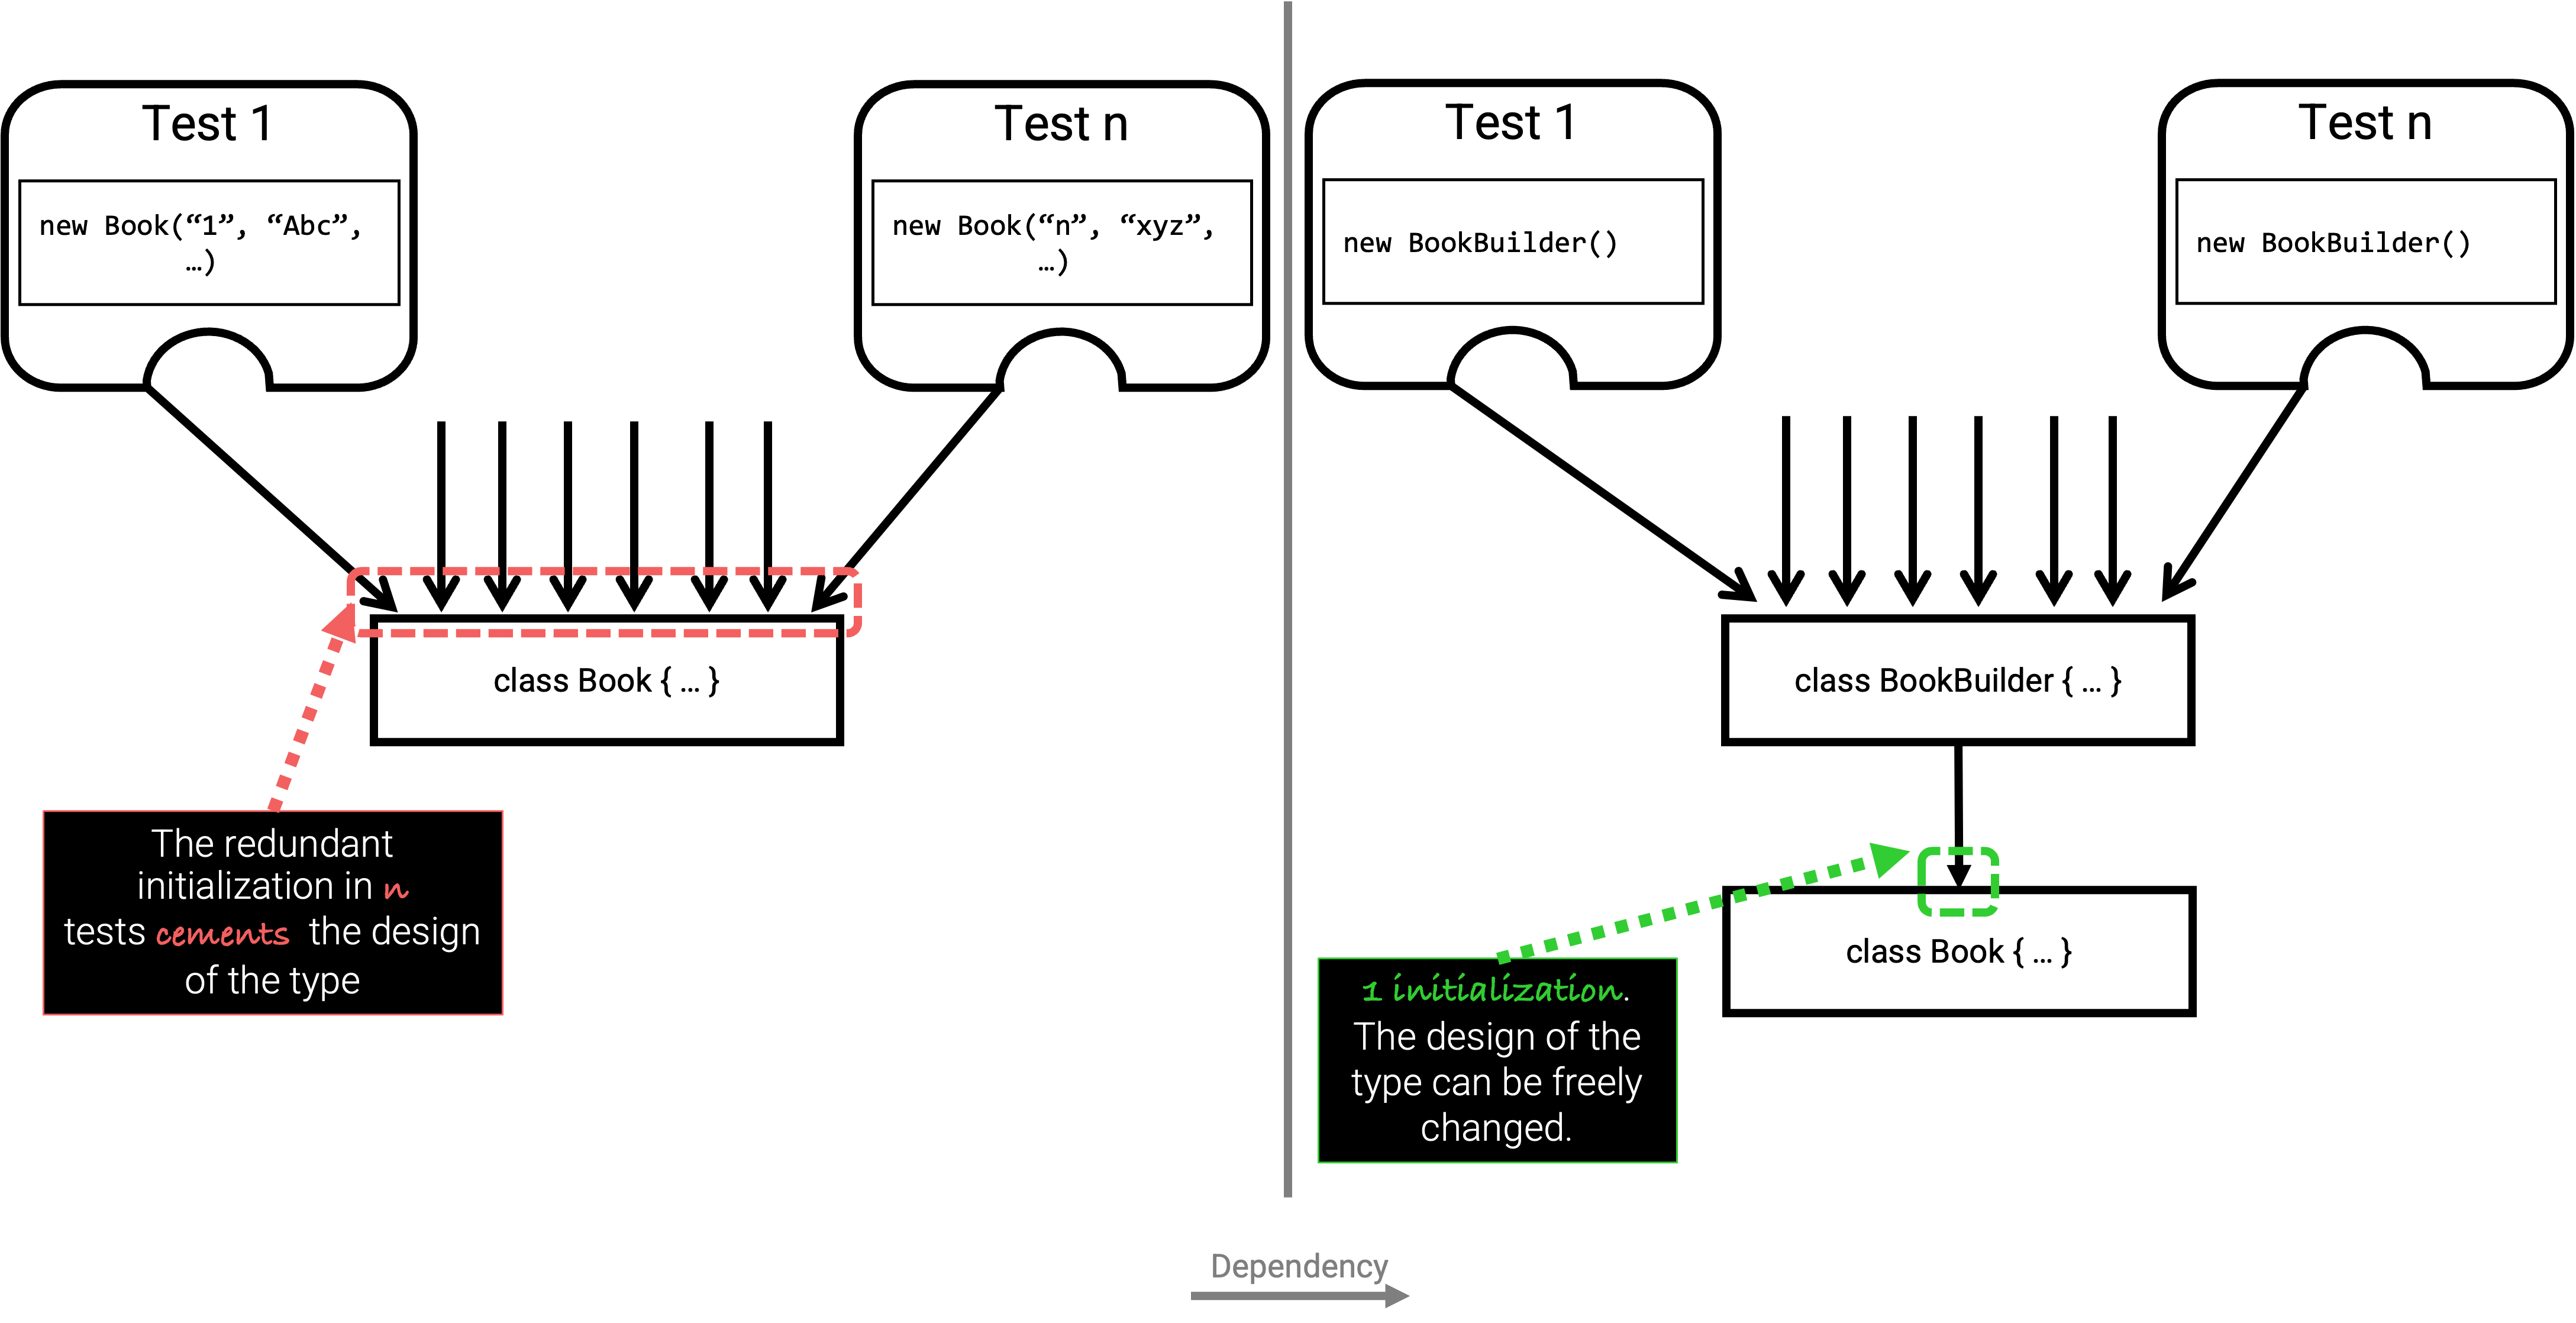 Test 1
new Book(“1”, “Abc”,
…)
Test n
new Book(“n”, “xyz”,
…)
class Book { … }
The redundant
initialization in n
tests cements the design
of the type
Test 1
new BookBuilder()
Test n
new BookBuilder()
class BookBuilder { … }
class Book { … }
1 initialization.
The design of the
type can be freely
changed.
Dependency